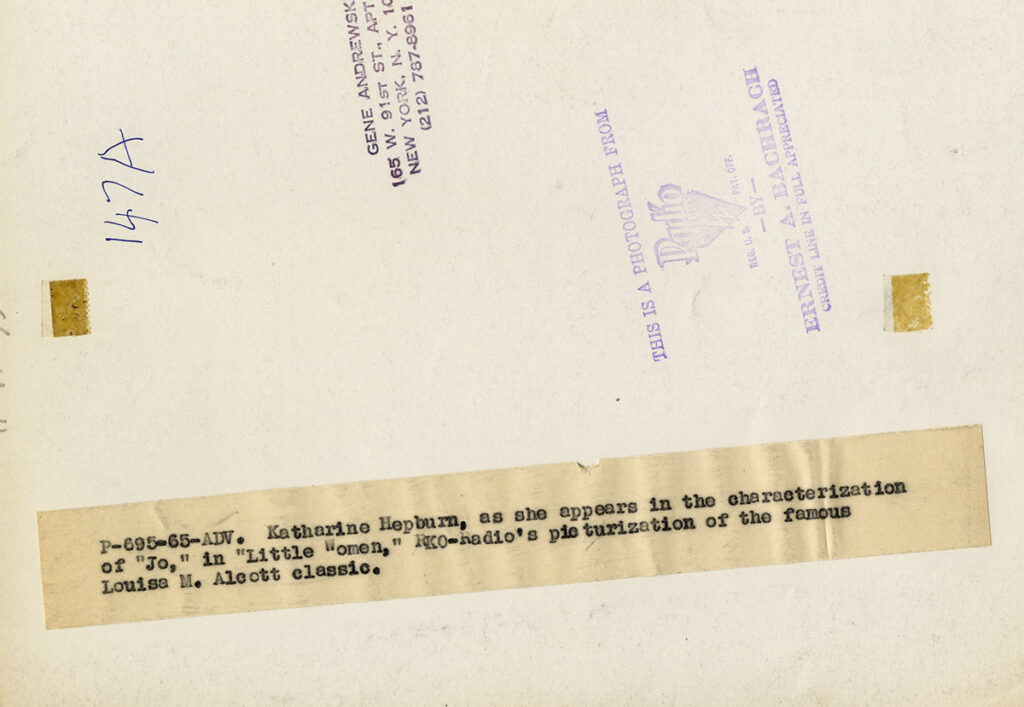 GENE ANDREWSK
165 W. 91ST ST., APT
NEW YORK, N. Y. 10
(212) 787-8961
147A
THIS IS A PHOTOGRAPH FROM
Radio
REG. U. S. PAT. OFF.
—BY—
ERNEST A. BACHRACH
CREDIT LINE IN FULL APPRECIATED
P-695-65-ADV. Katharine Hepburn, as she appears in the characterization
of "Jo," in "Little Women," RKO-Radio's picturization of the famous
Louisa M. Alcott classic.